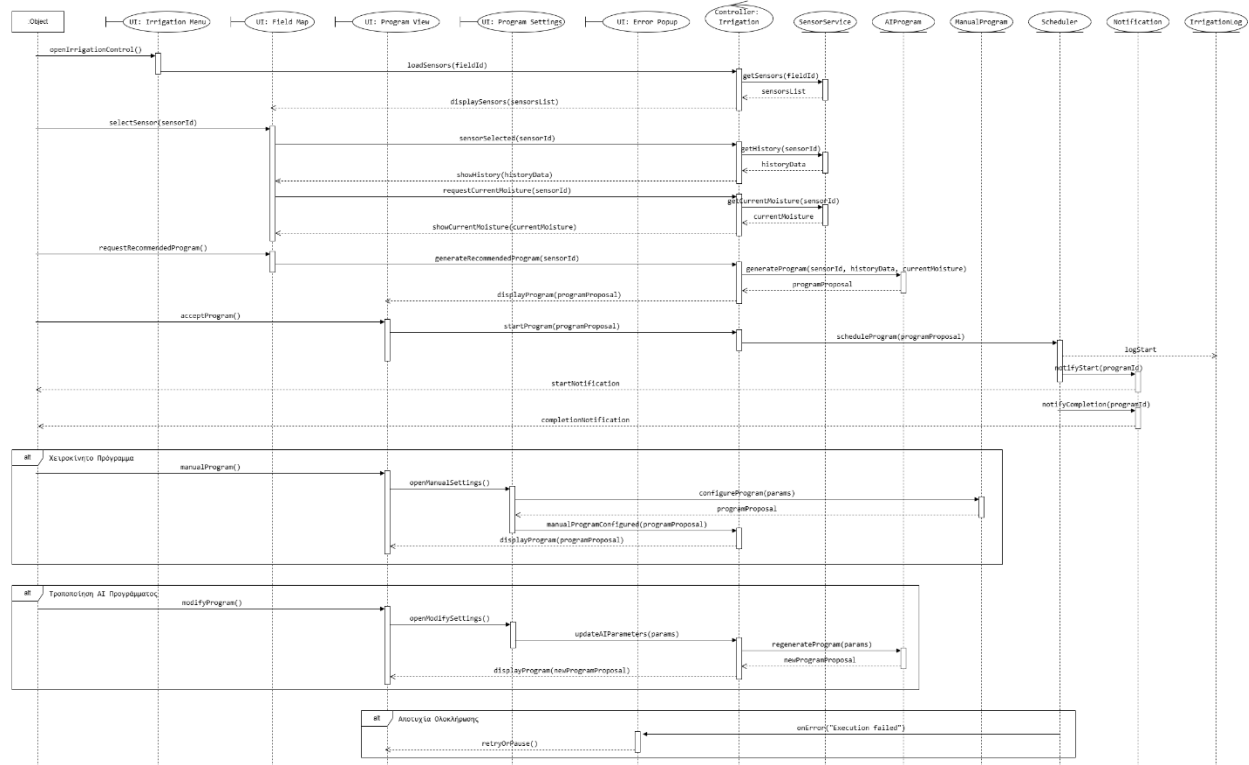 :Object
UI: Irrigation Menu
UI: Field Map
UI: Program View
UI: Program Settings
UI: Error Popup
Controller:
Irrigation
SensorService
AIProgram
ManualProgram
Scheduler
Notification
IrrigationLog
openIrrigationControl()
loadSensors(fieldId)
getSensors(fieldId)
sensorsList
displaySensors(sensorsList)
selectSensor(sensorId)
sensorSelected(sensorId)
getHistory(sensorId)
historyData
showHistory(historyData)
requestCurrentMoisture(sensorId)
getCurrentMoisture(sensorId)
currentMoisture
showCurrentMoisture(currentMoisture)
requestRecommendedProgram()
generateRecommendedProgram(sensorId)
generateProgram(sensorId, historyData, currentMoisture)
programProposal
displayProgram(programProposal)
acceptProgram()
startProgram(programProposal)
scheduleProgram(programProposal)
logStart
notifyStart(programId)
startNotification
notifyCompletion(programId)
completionNotification
alt
Χειροκίνητο Πρόγραμμα
manualProgram()
openManualSettings()
configureProgram(params)
programProposal
manualProgramConfigured(programProposal)
displayProgram(programProposal)
alt
Τροποποίηση AI Προγράμματος
modifyProgram()
openModifySettings()
updateAIParameters(params)
regenerateProgram(params)
newProgramProposal
displayProgram(newProgramProposal)
alt
Αποτυχία Ολοκλήρωσης
onError("Execution failed")
retryOrPause()